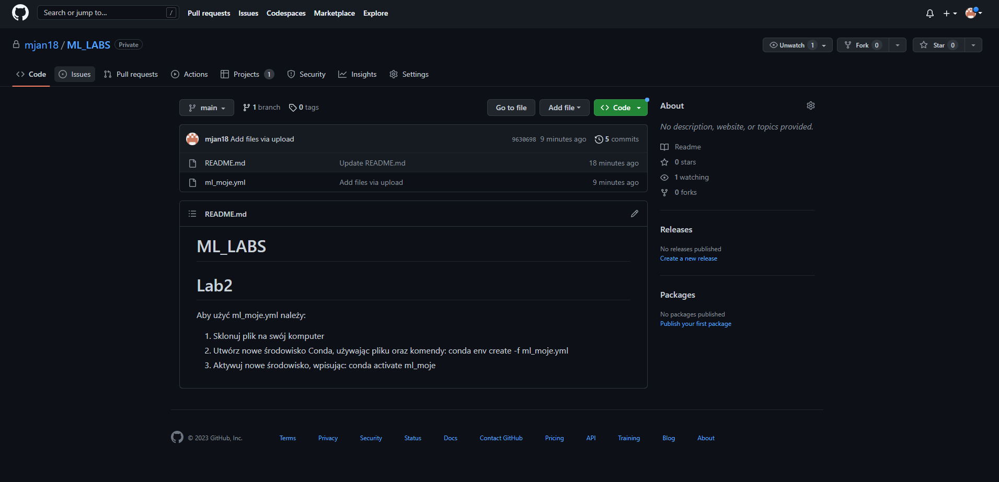 Search or jump to... /
Pull requests Issues Codespaces Marketplace Explore
mjan18 / ML_LABS Private
Unwatch 1 Fork 0 Star 0
Code Issues Pull requests Actions Projects 1 Security Insights Settings
main 1 branch 0 tags
Go to file Add file Code
mjan18 Add files via upload 9630698 9 minutes ago 5 commits
README.md Update README.md 18 minutes ago
ml_moje.yml Add files via upload 9 minutes ago
README.md
ML_LABS
Lab2
Aby użyć ml_moje.yml należy:
1. Sklonuj plik na swój komputer
2. Utwórz nowe środowisko Conda, używając pliku oraz komendy: conda env create -f ml_moje.yml
3. Aktywuj nowe środowisko, wpisując: conda activate ml_moje
About
No description, website, or topics provided.
Readme
0 stars
1 watching
0 forks
Releases
No releases published
Create a new release
Packages
No packages published
Publish your first package
© 2023 GitHub, Inc. Terms Privacy Security Status Docs Contact GitHub Pricing API Training Blog About